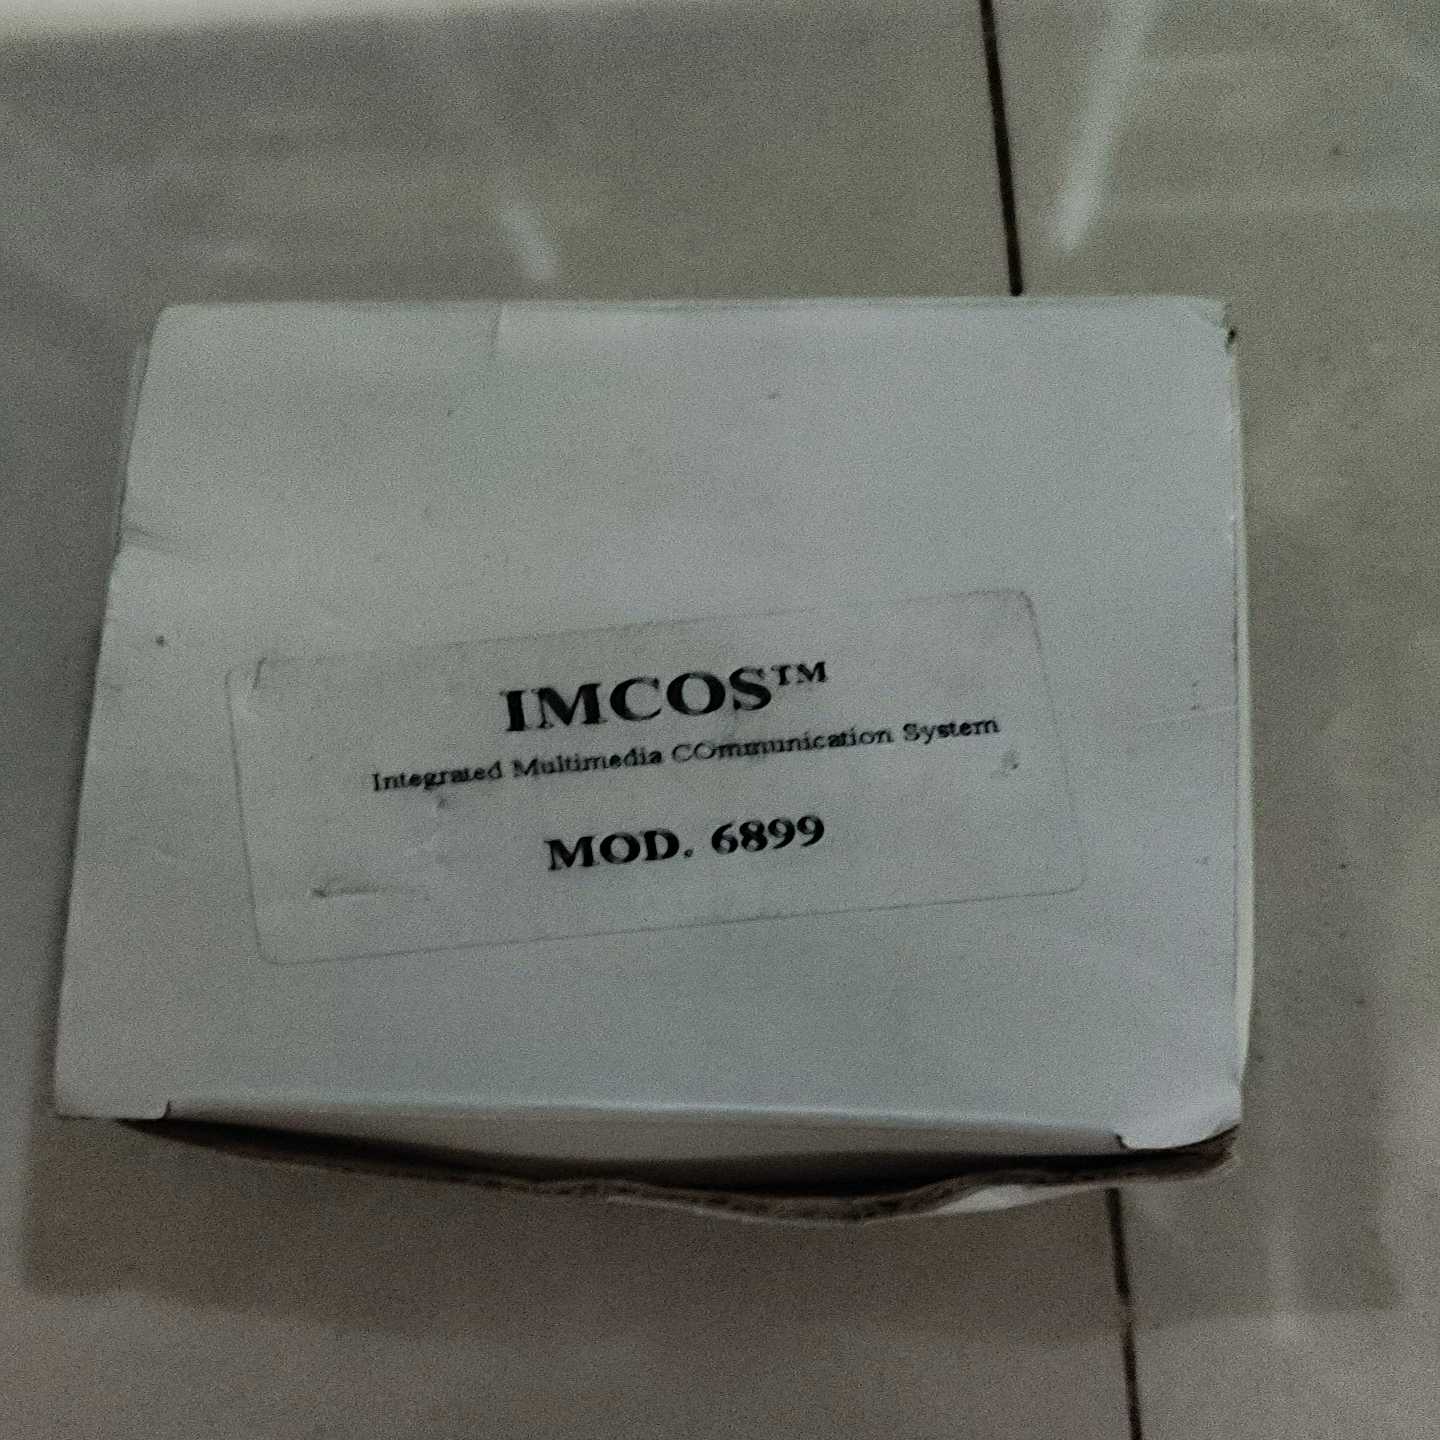 IMCOS™
Integrated Multimedia COmmunication System
MOD. 6899